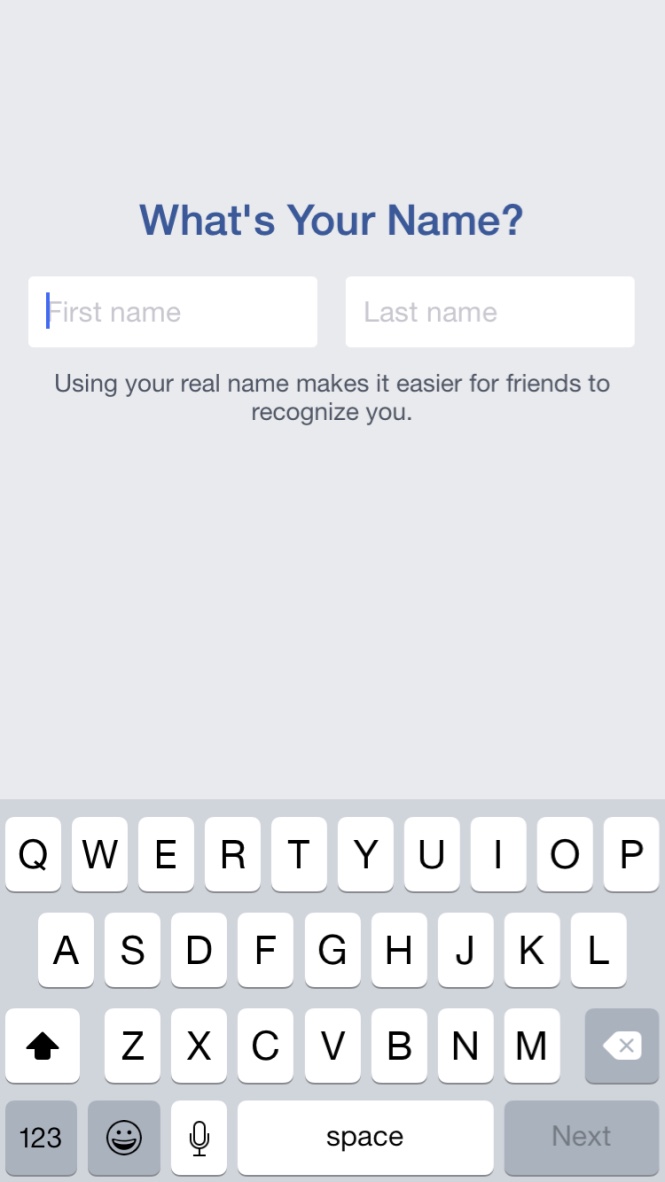 What's Your Name?
First name Last name
Using your real name makes it easier for friends to
recognize you.
Q W E R T Y U I O P
A S D F G H J K L
Z X C V B N M
123 space Next